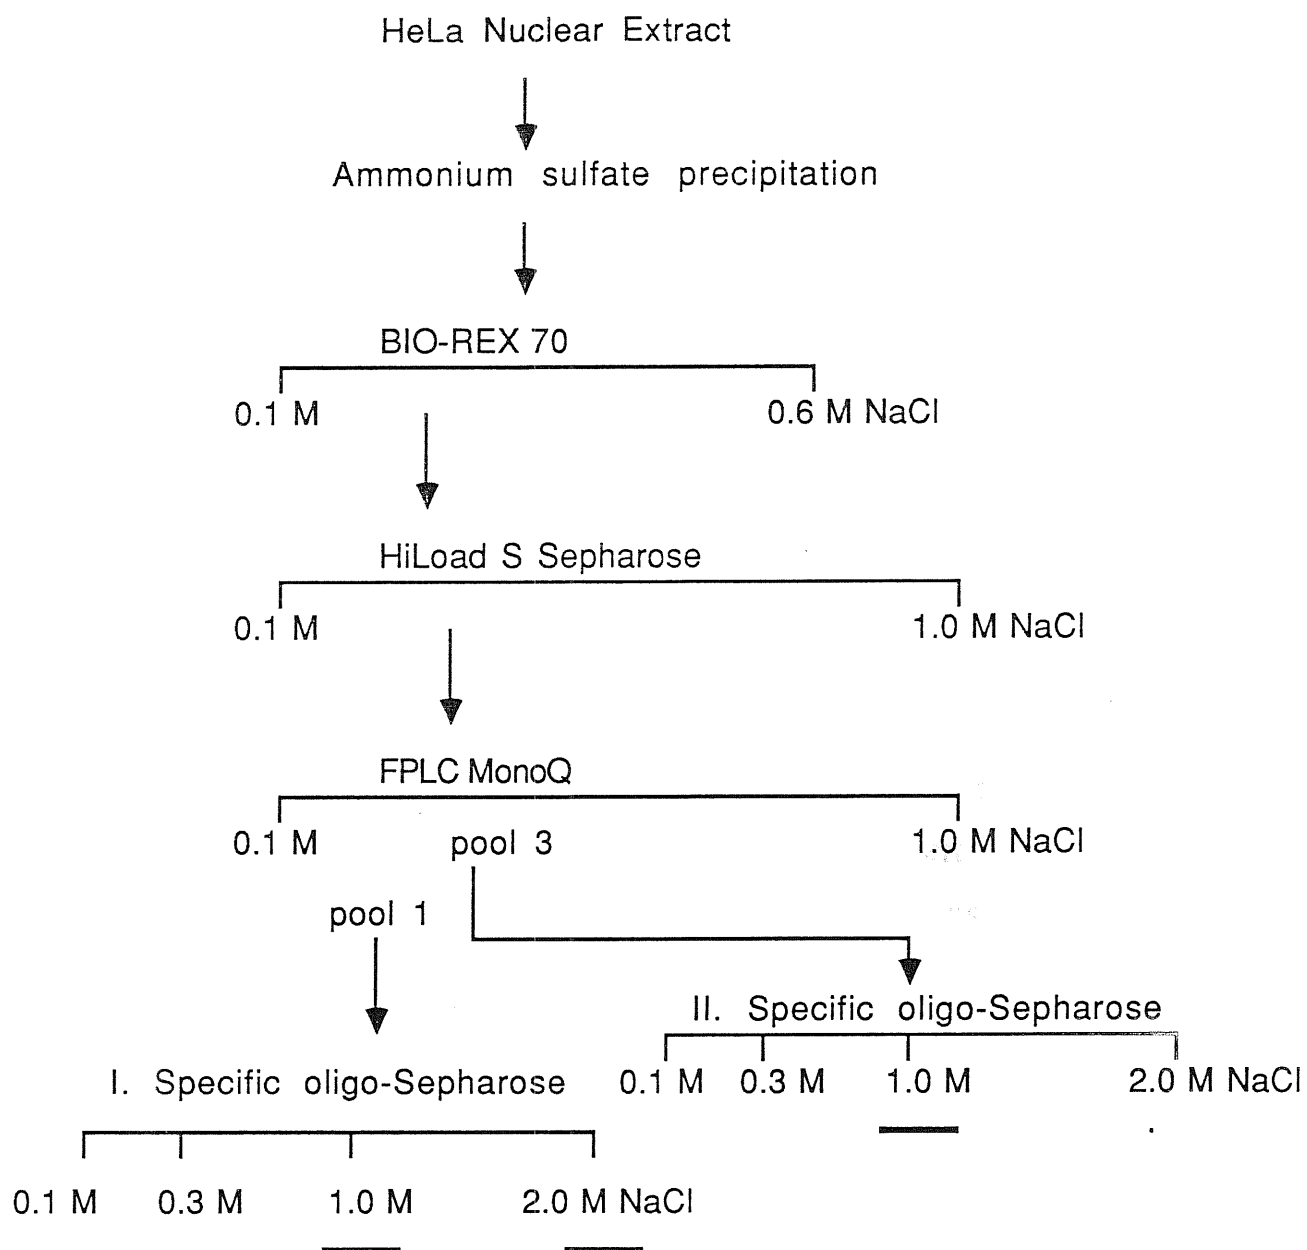 HeLa Nuclear Extract
Ammonium sulfate precipitation
BIO-REX 70
0.1 M 0.6 M NaCl
HiLoad S Sepharose
0.1 M 1.0 M NaCl
FPLC MonoQ
0.1 M pool 3 1.0 M NaCl
pool 1
II. Specific oligo-Sepharose
0.1 M 0.3 M 1.0 M 2.0 M NaCl
I. Specific oligo-Sepharose
0.1 M 0.3 M 1.0 M 2.0 M NaCl